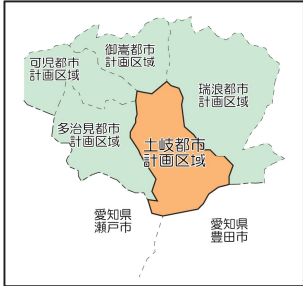 御嵩都市
計画区域
可児都市
計画区域
瑞浪都市
計画区域
多治見都市
計画区域
土岐都市
計画区域
愛知県
瀬戸市
愛知県
豊田市